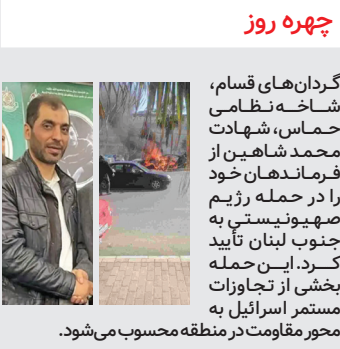 چهره روز
گردان‌های قسام،
شاخه نظامی
حماس، شهادت
محمد شاهین از
فرماندهان خود
را در حمله رژیم
صهیونیستی به
جنوب لبنان تأیید
کرد. این حمله
بخشی از تجاوزات
مستمر اسرائیل به
محور مقاومت در منطقه محسوب می‌شود.